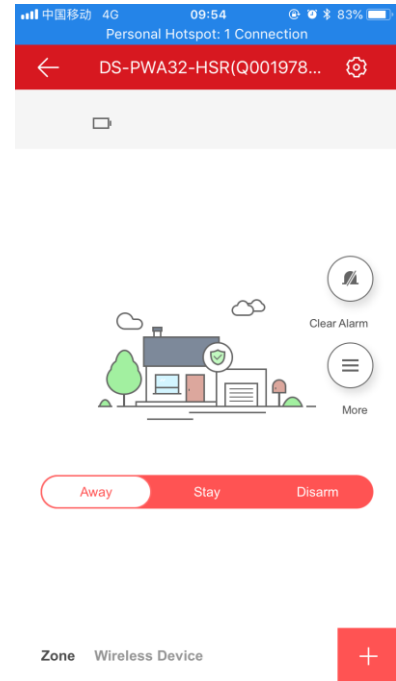 中国移动 4G 09:54 83%
Personal Hotspot: 1 Connection
DS-PWA32-HSR(Q001978...
Clear Alarm
More
Away Stay Disarm
Zone Wireless Device